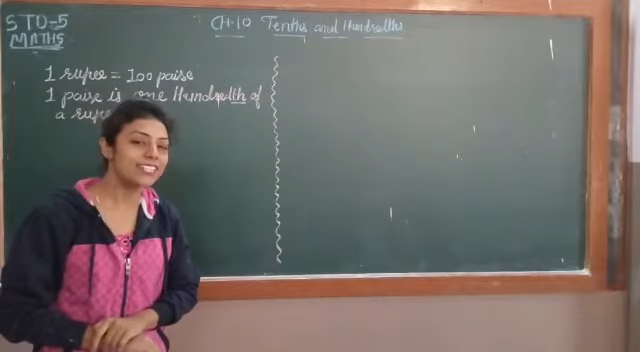 STD-5
MATHS
CH-10 Tenths and Hundredths
1 rupee = 100 paise
1 paise is one Hundredth of
a